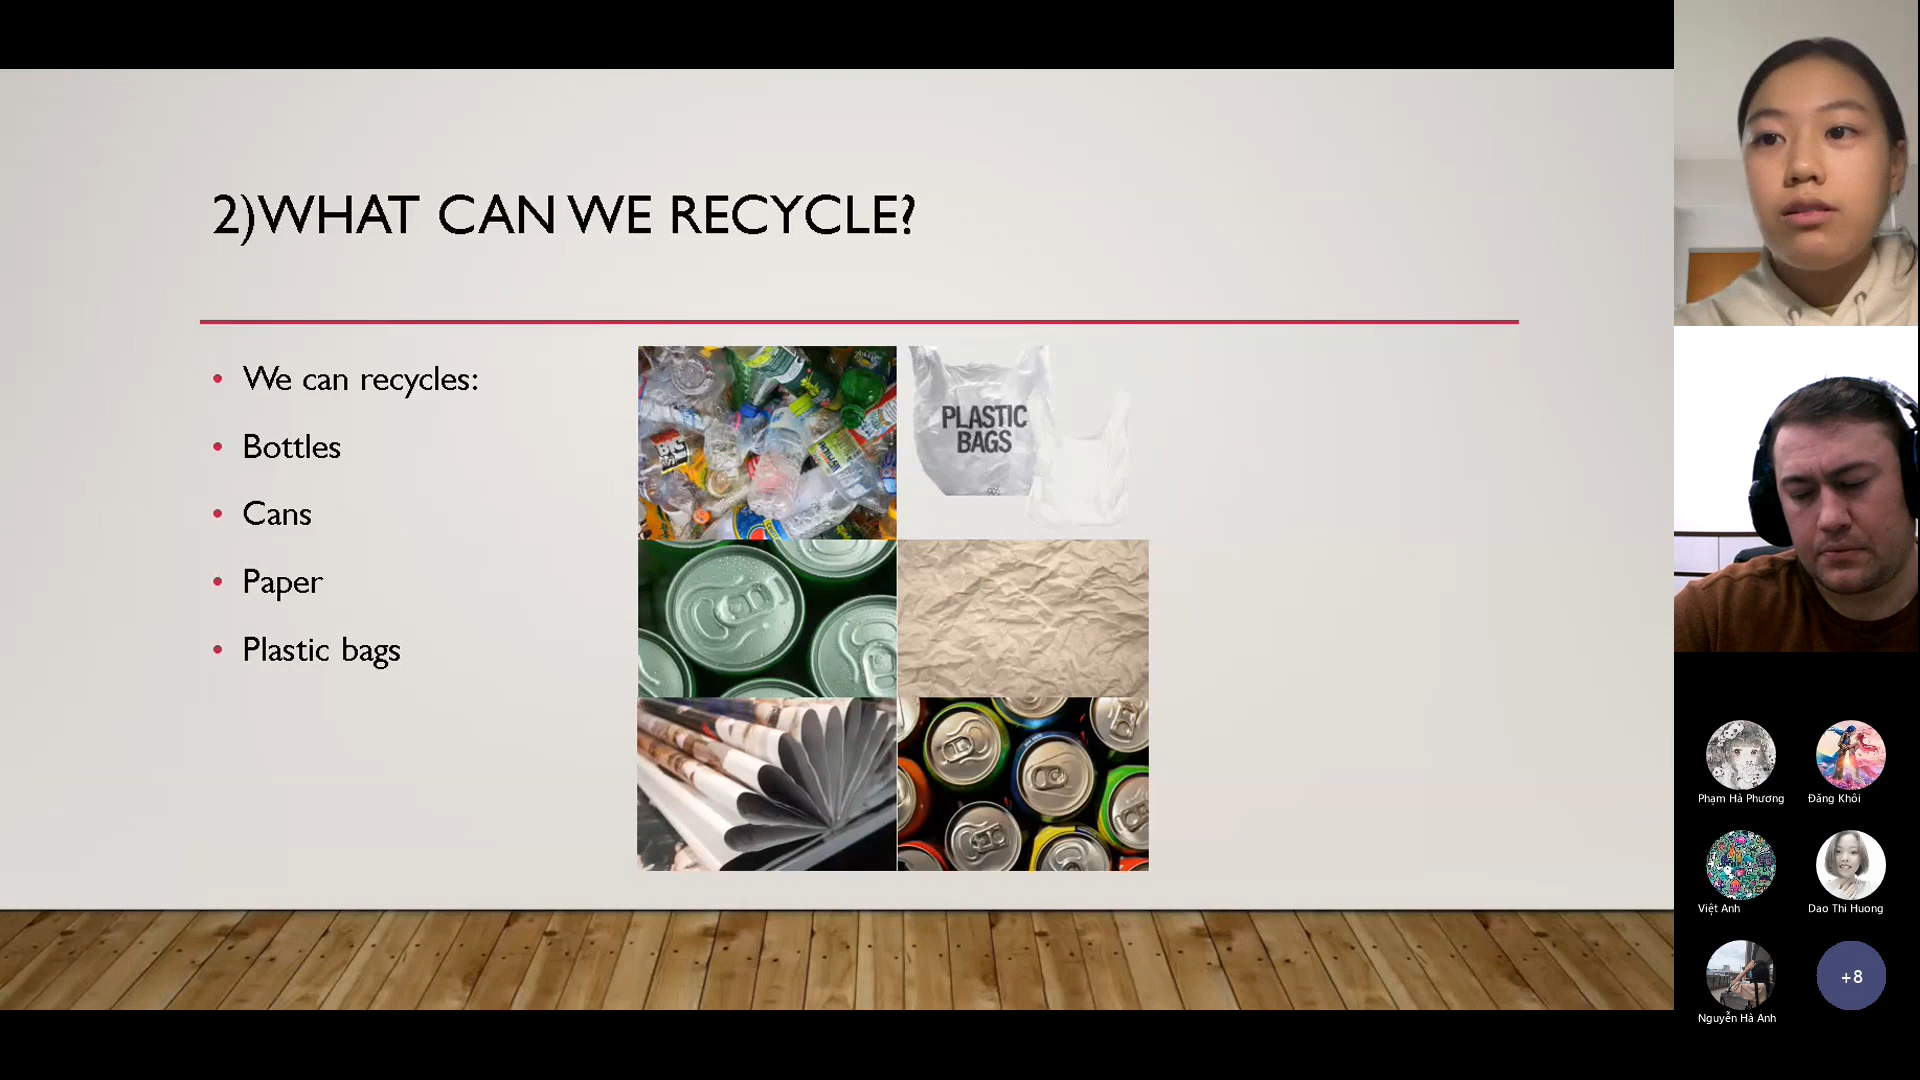 2)WHAT CAN WE RECYCLE?
We can recycles:
Bottles
Cans
Paper
Plastic bags
PLASTIC
BAGS
Phạm Hà Phương
Đăng Khôi
Việt Anh
Dao Thi Huong
Nguyễn Hà Anh
+8